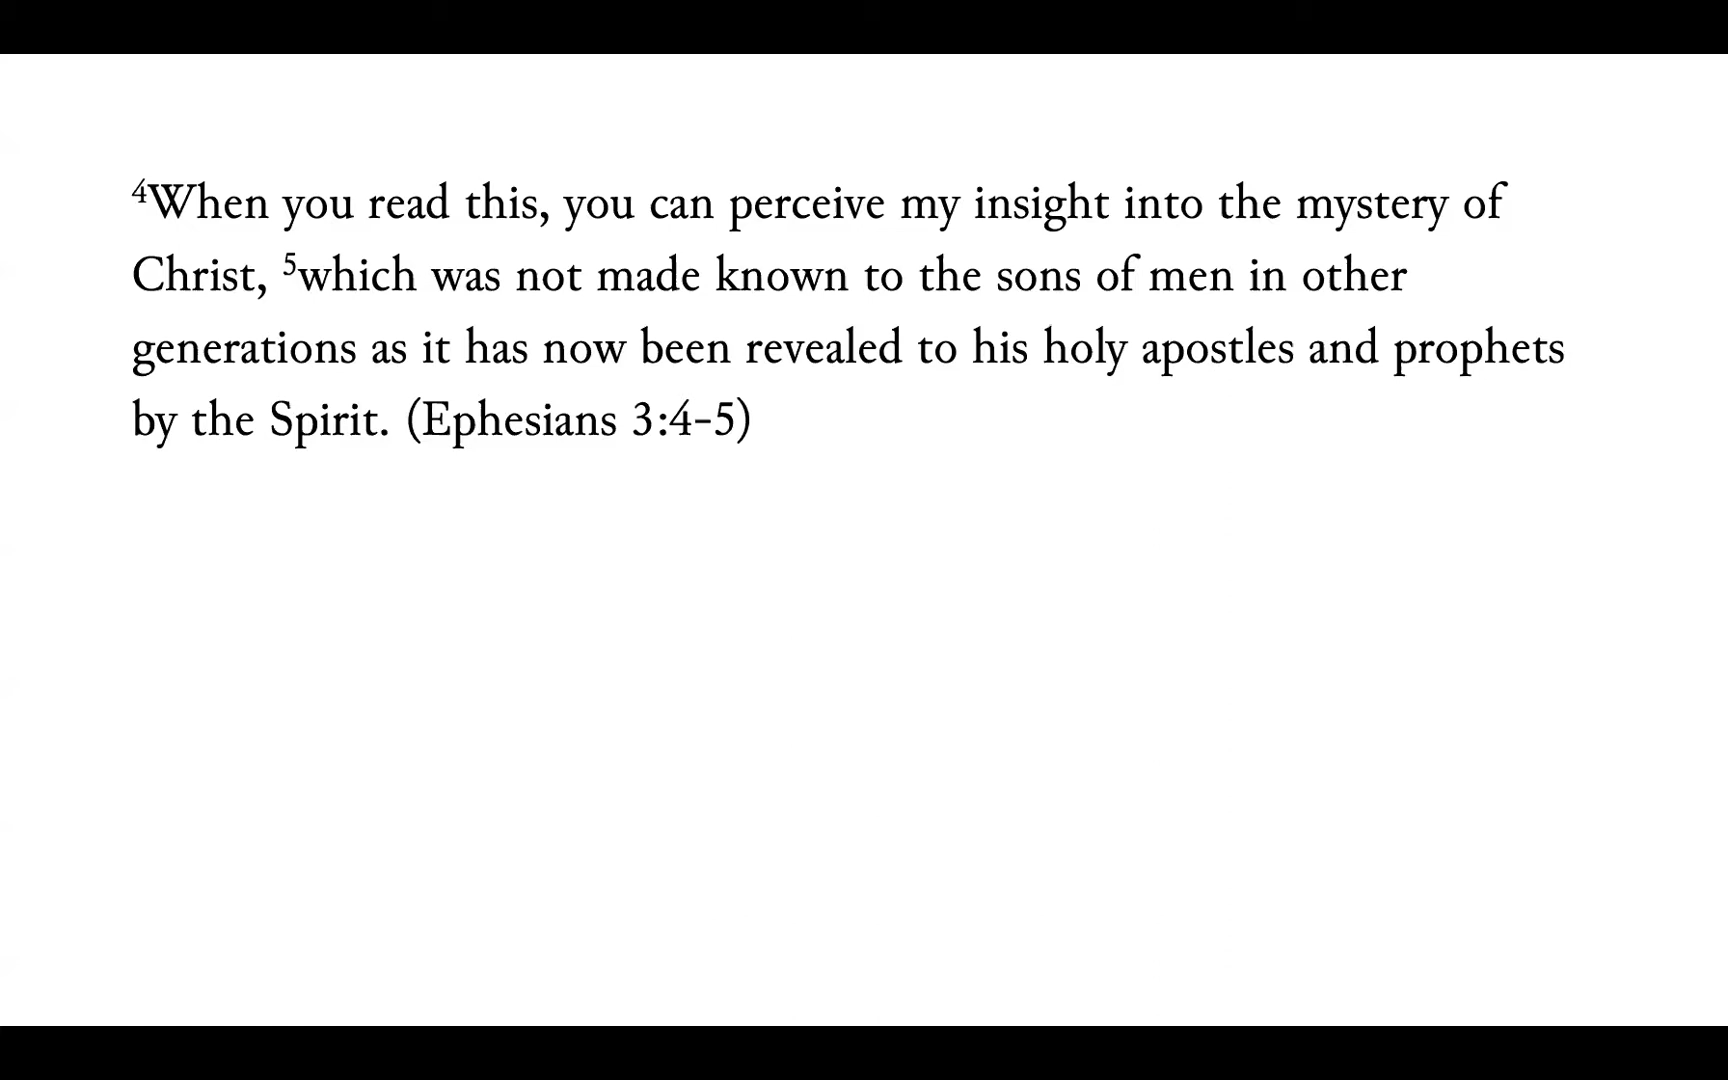 ⁴When you read this, you can perceive my insight into the mystery of
Christ, ⁵which was not made known to the sons of men in other
generations as it has now been revealed to his holy apostles and prophets
by the Spirit. (Ephesians 3:4-5)